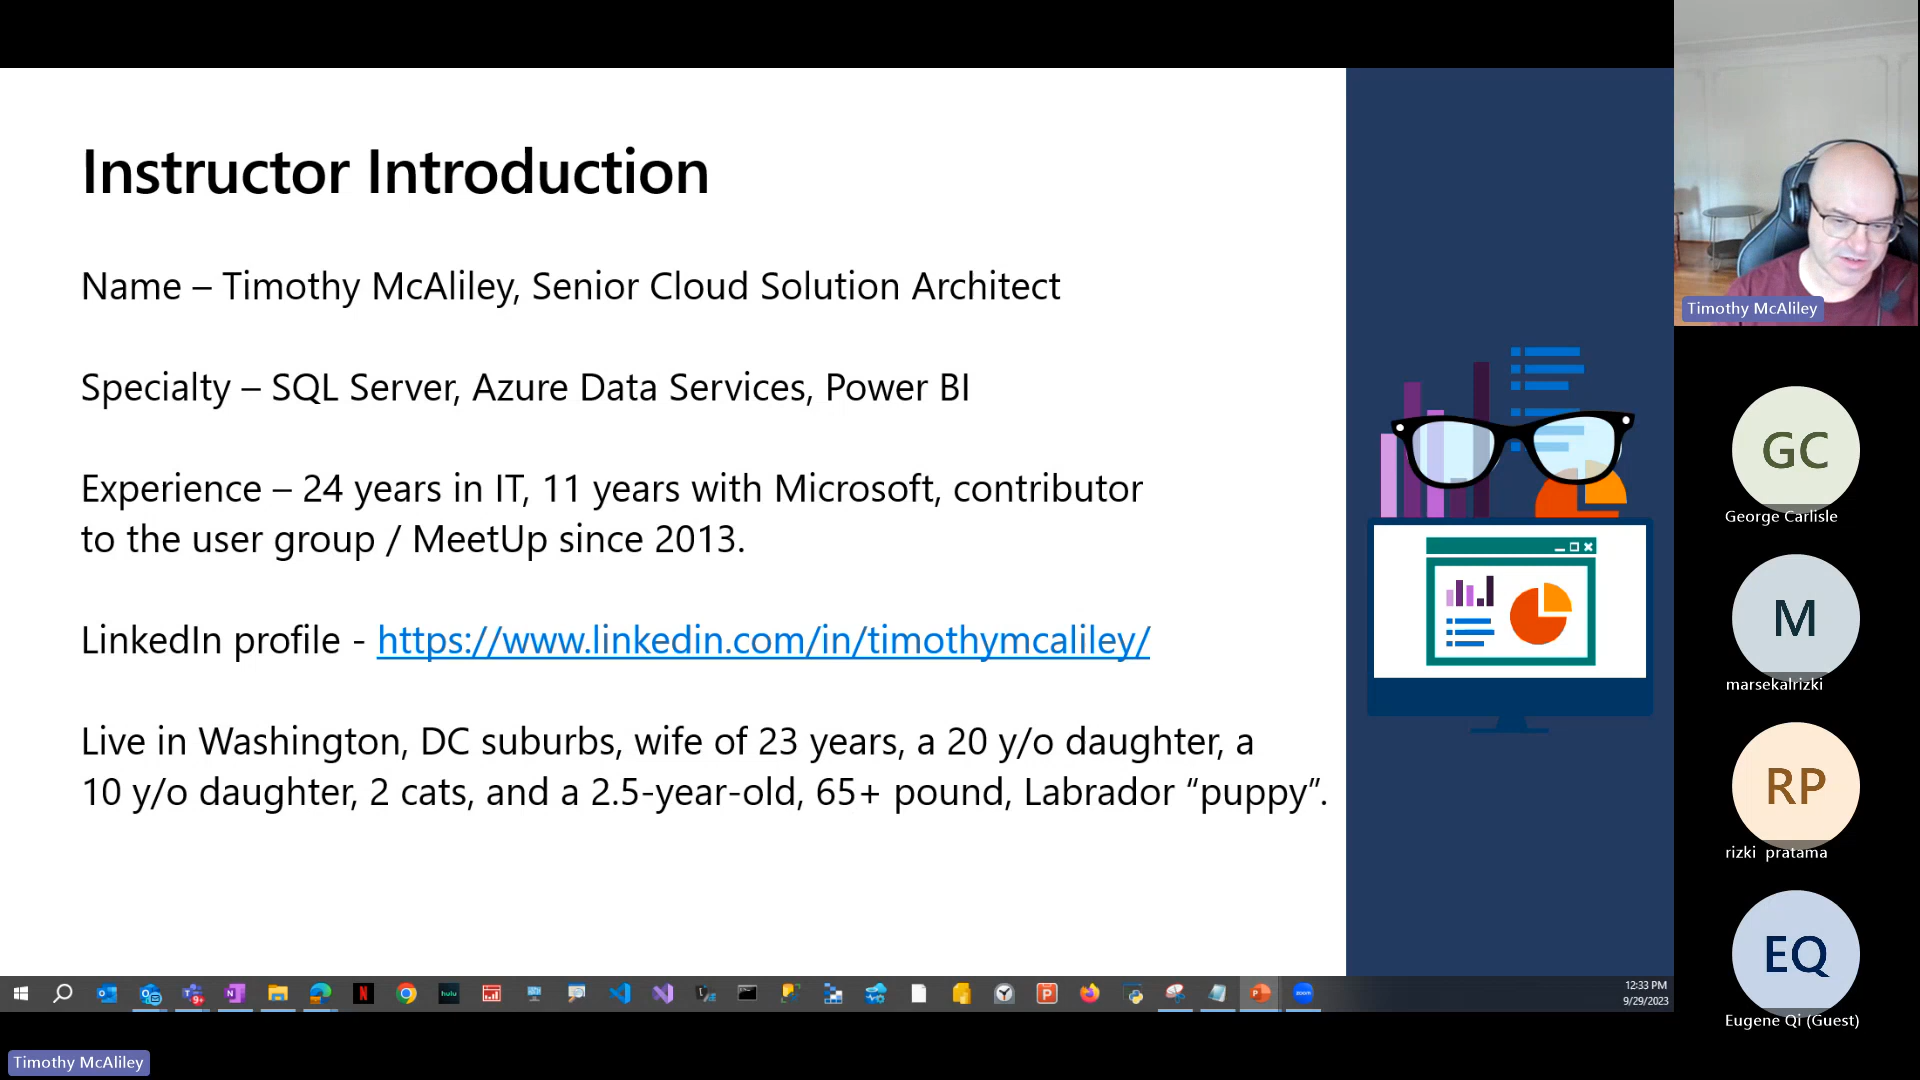 Instructor Introduction
Name – Timothy McAliley, Senior Cloud Solution Architect
Specialty – SQL Server, Azure Data Services, Power BI
Experience – 24 years in IT, 11 years with Microsoft, contributor
to the user group / MeetUp since 2013.
LinkedIn profile - https://www.linkedin.com/in/timothymcaliley/
Live in Washington, DC suburbs, wife of 23 years, a 20 y/o daughter, a
10 y/o daughter, 2 cats, and a 2.5-year-old, 65+ pound, Labrador “puppy”.
Timothy McAliley
GC
George Carlisle
M
marsekalrizki
RP
rizki pratama
EQ
Eugene Qi (Guest)
hulu
zoom
12:33 PM
9/29/2023
Timothy McAliley